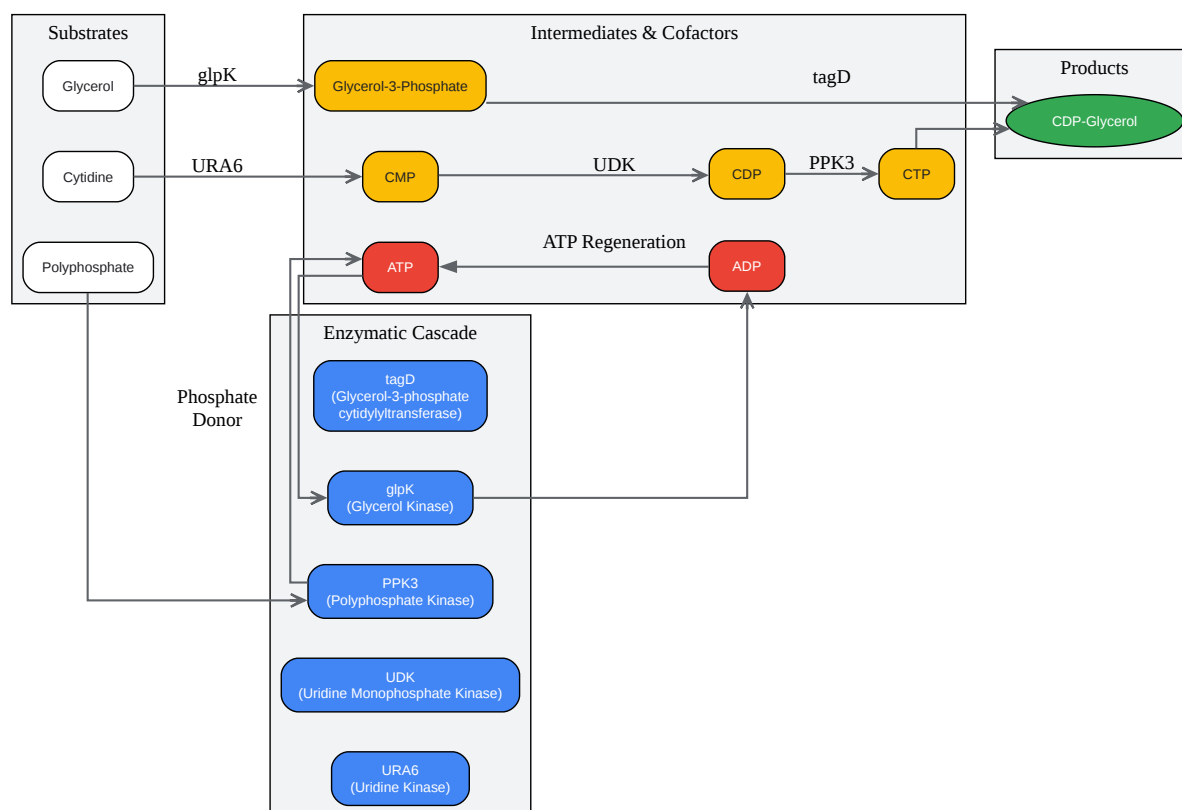 Substrates
Intermediates & Cofactors
Products
Glycerol
glpK
Glycerol-3-Phosphate
tagD
CDP-Glycerol
Cytidine
URA6
CMP
UDK
CDP
PPK3
CTP
Polyphosphate
ATP
ATP Regeneration
ADP
Enzymatic Cascade
Phosphate
Donor
tagD
(Glycerol-3-phosphate
cytidylyltransferase)
glpK
(Glycerol Kinase)
PPK3
(Polyphosphate Kinase)
UDK
(Uridine Monophosphate Kinase)
URA6
(Uridine Kinase)